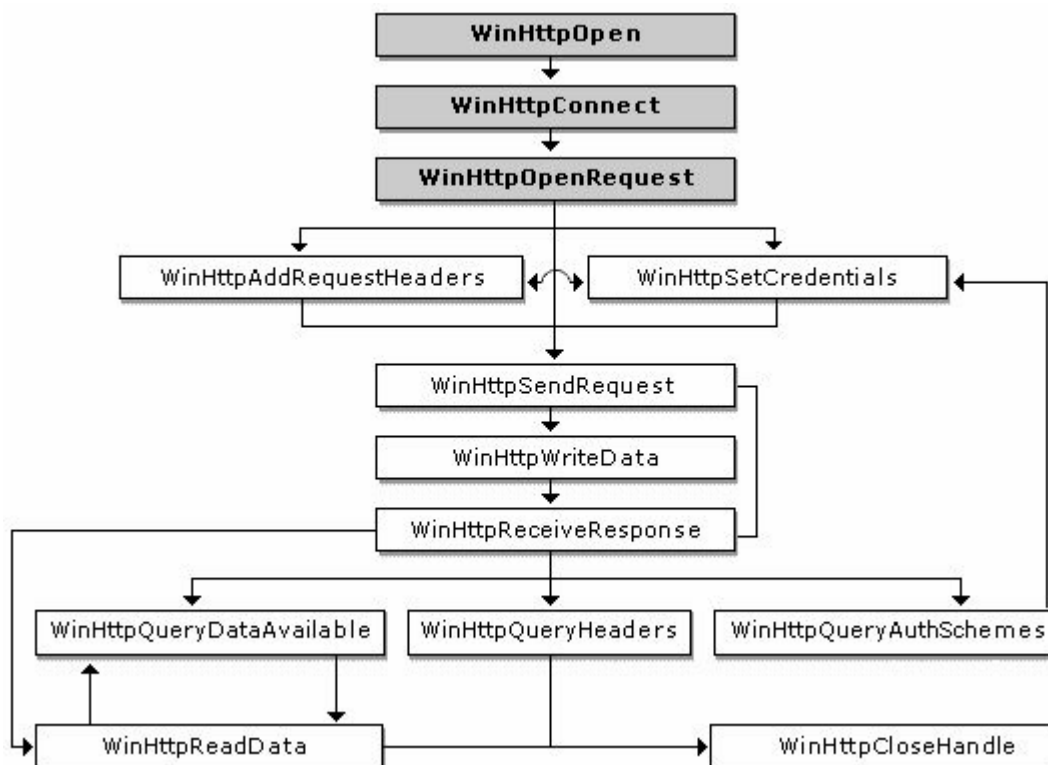 WinHttpOpen
WinHttpConnect
WinHttpOpenRequest
WinHttpAddRequestHeaders
WinHttpSetCredentials
WinHttpSendRequest
WinHttpWriteData
WinHttpReceiveResponse
WinHttpQueryDataAvailable
WinHttpQueryHeaders
WinHttpQueryAuthSchemes
WinHttpReadData
WinHttpCloseHandle